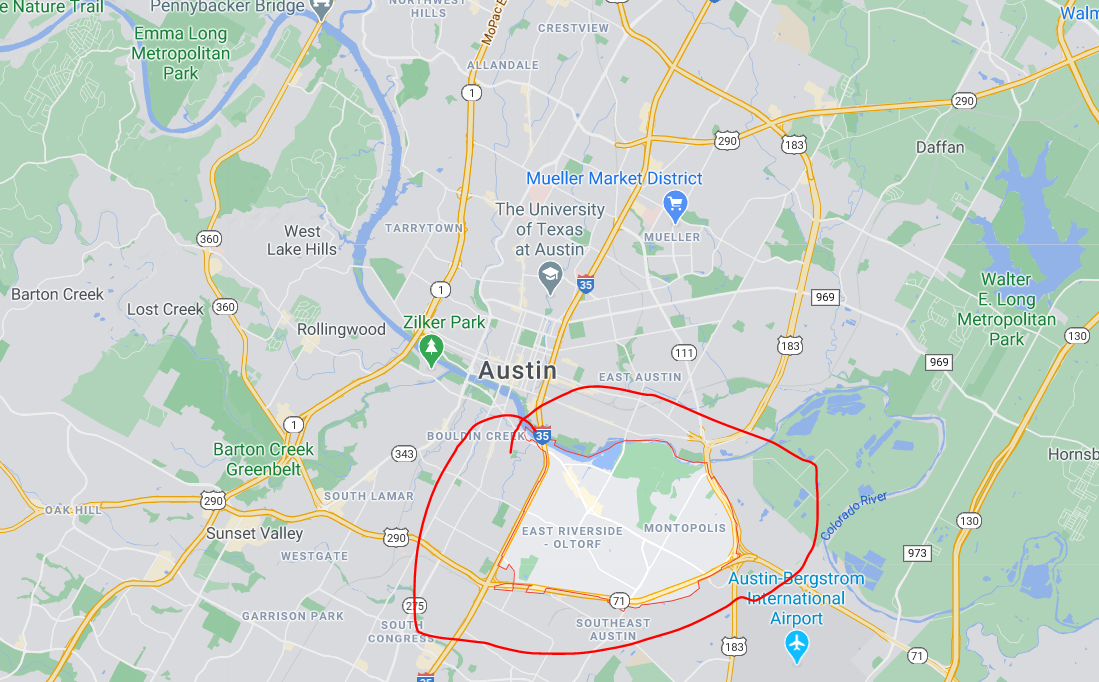 e Nature Trail
Pennybacker Bridge
NORTHWEST
HILLS
MoPac E
CRESTVIEW
Walm
Emma Long
Metropolitan
Park
ALLANDALE
1
290
290
183
Daffan
Mueller Market District
The University
of Texas
at Austin
MUELLER
TARRYTOWN
360
West
Lake Hills
35
Walter
E. Long
Metropolitan
Park
Barton Creek
Lost Creek
360
1
969
Rollingwood
Zilker Park
130
183
111
969
Austin
EAST AUSTIN
1
BOULDIN CREEK
35
Barton Creek
Greenbelt
343
Hornsb
SOUTH LAMAR
290
OAK HILL
Colorado River
130
Sunset Valley
290
EAST RIVERSIDE
- OLTORF
MONTOPOLIS
WESTGATE
973
Austin-Bergstrom
International
Airport
275
71
GARRISON PARK
SOUTH
CONGRESS
SOUTHEAST
AUSTIN
183
71
35